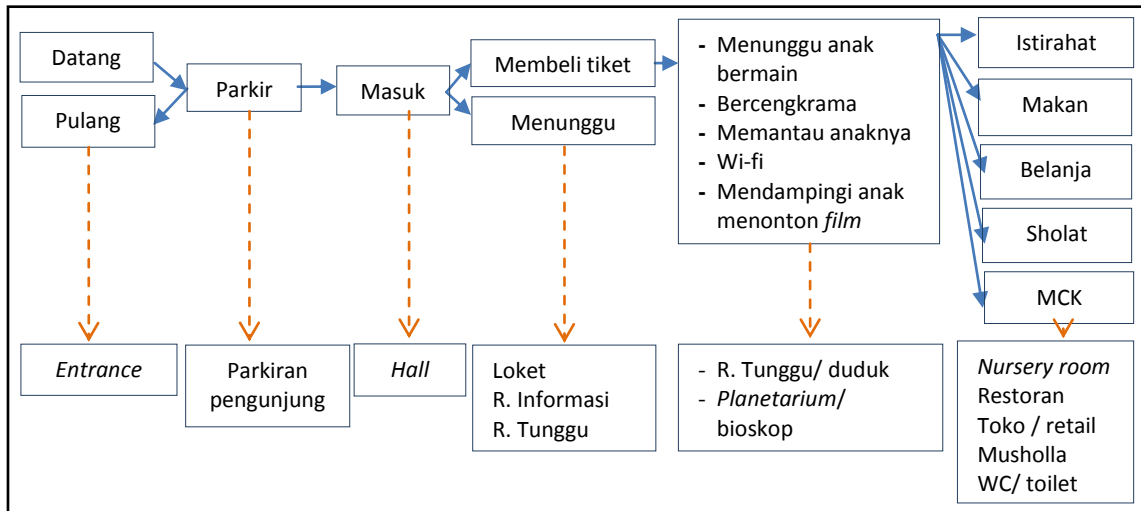 Datang
Pulang
Parkir
Masuk
Membeli tiket
Menunggu
- Menunggu anak
bermain
- Bercengkrama
- Memantau anaknya
- Wi-fi
- Mendampingi anak
menonton film
Istirahat
Makan
Belanja
Sholat
MCK
Entrance
Parkiran
pengunjung
Hall
Loket
R. Informasi
R. Tunggu
- R. Tunggu/ duduk
- Planetarium/
bioskop
Nursery room
Restoran
Toko / retail
Musholla
WC/ toilet